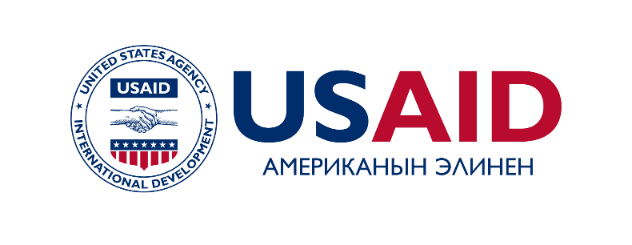 UNITED STATES AGENCY
USAID
INTERNATIONAL DEVELOPMENT
USAID
АМЕРИКАНЫН ЭЛИНЕН